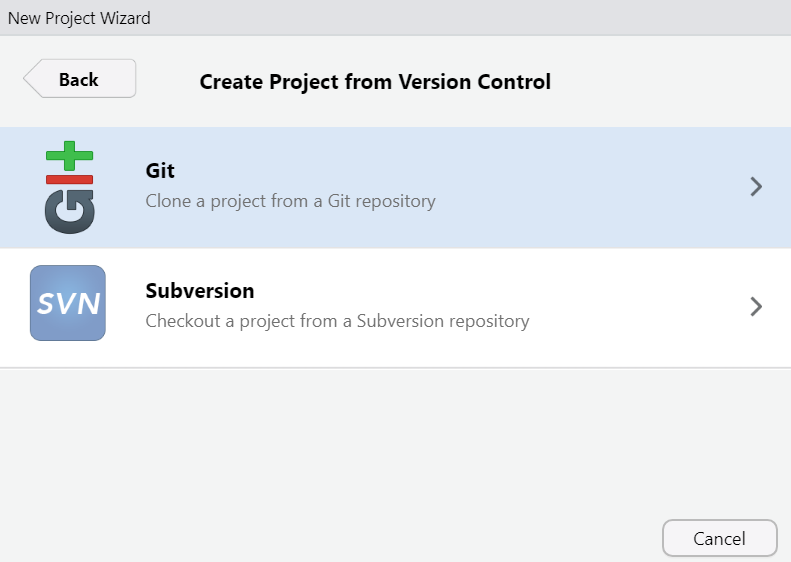 New Project Wizard
Back
Create Project from Version Control
Git
Git
Clone a project from a Git repository
SVN
Subversion
Checkout a project from a Subversion repository
Cancel